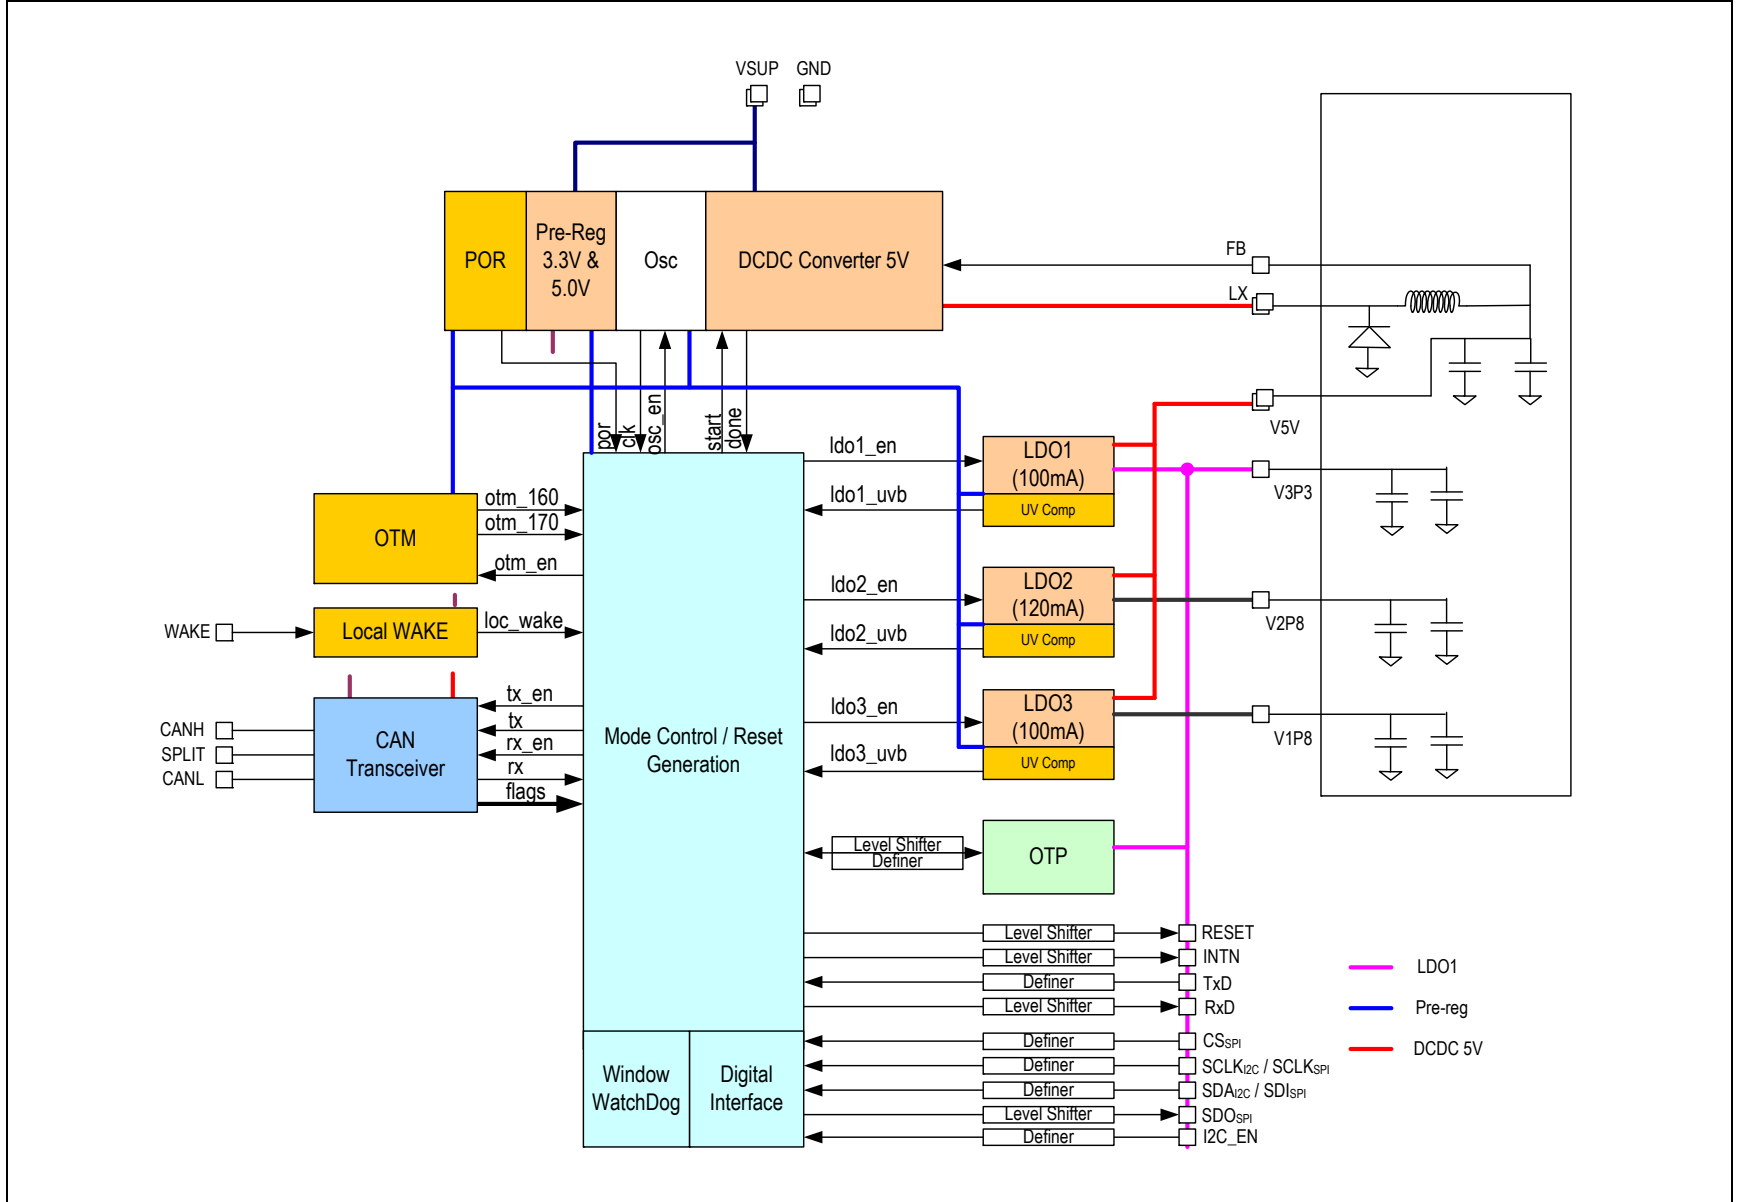 VSUP GND
POR
Pre-Reg
3.3V &
5.0V
Osc
DCDC Converter 5V
FB
LX
V5V
V3P3
V2P8
V1P8
por
clk
osc_en
start
done
ldo1_en
ldo1_uvb
LDO1
(100mA)
UV Comp
OTM
otm_160
otm_170
otm_en
ldo2_en
ldo2_uvb
LDO2
(120mA)
UV Comp
WAKE
Local WAKE
loc_wake
ldo3_en
ldo3_uvb
LDO3
(100mA)
UV Comp
CANH
SPLIT
CANL
CAN
Transceiver
tx_en
tx
rx_en
rx
flags
Mode Control / Reset
Generation
Level Shifter
Definer
OTP
Level Shifter RESET
Level Shifter INTN
Definer TxD
Level Shifter RxD
Definer CSSPI
Definer SCLKI2C / SCLKSPI
Definer SDAI2C / SDISPI
Level Shifter SDOSPI
Definer I2C_EN
Window
WatchDog
Digital
Interface
LDO1
Pre-reg
DCDC 5V